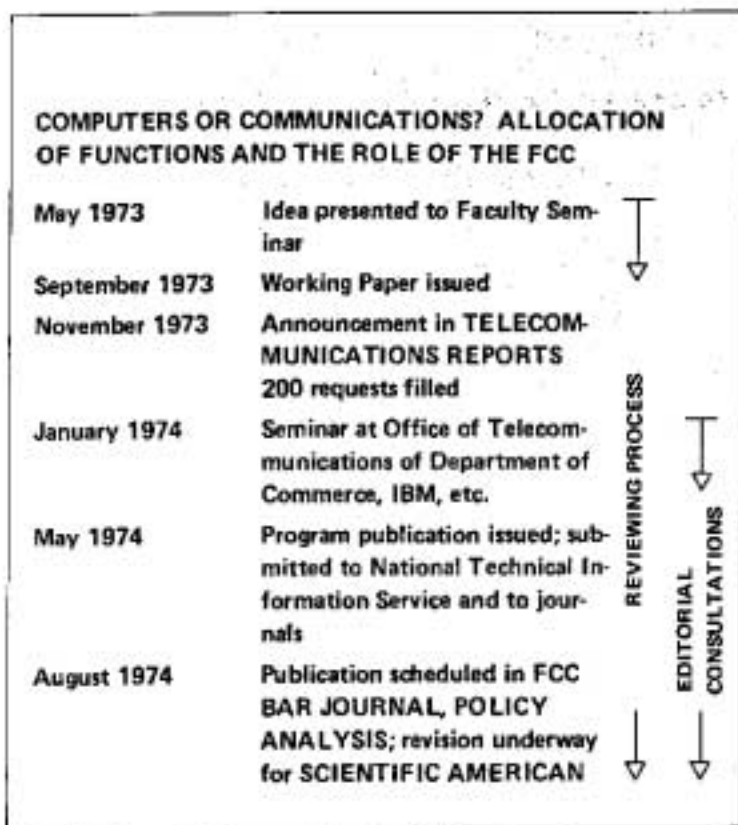 COMPUTERS OR COMMUNICATIONS? ALLOCATION
OF FUNCTIONS AND THE ROLE OF THE FCC
May 1973 Idea presented to Faculty Sem-
inar
September 1973 Working Paper issued
November 1973 Announcement in TELECOM-
MUNICATIONS REPORTS
200 requests filled
January 1974 Seminar at Office of Telecom-
munications of Department of
Commerce, IBM, etc.
May 1974 Program publication issued; sub-
mitted to National Technical In-
formation Service and to jour-
nals
August 1974 Publication scheduled in FCC
BAR JOURNAL, POLICY
ANALYSIS; revision underway
for SCIENTIFIC AMERICAN
REVIEWING PROCESS
EDITORIAL
CONSULTATIONS